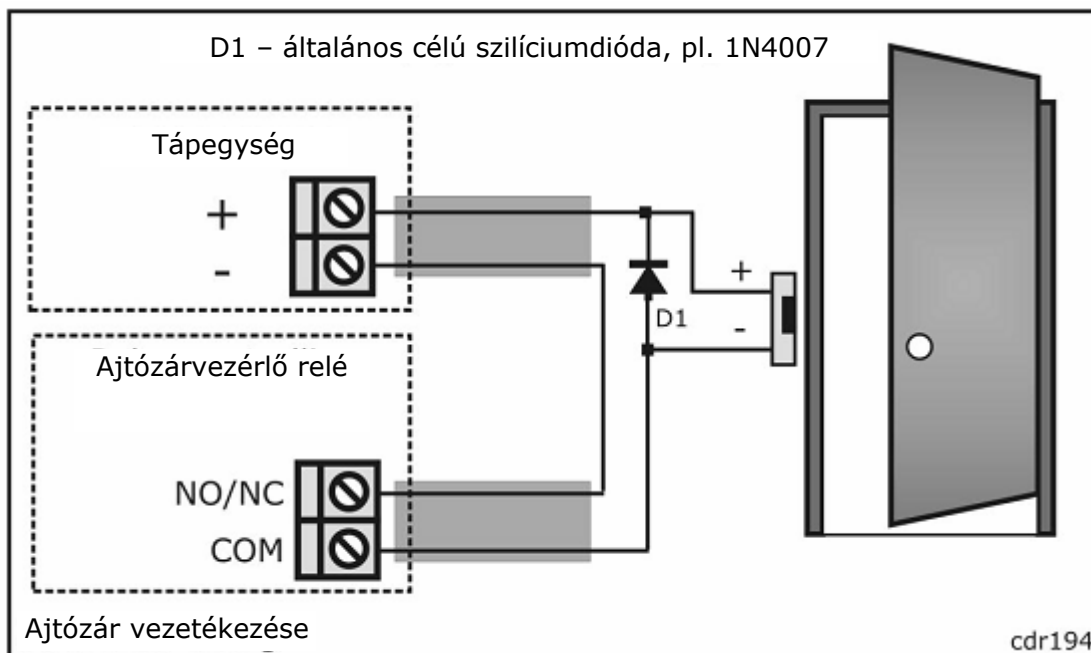 D1 – általános célú szilíciumdióda, pl. 1N4007
Tápegység
+
-
+
D1
-
Ajtózárvezérlő relé
NO/NC
COM
Ajtózár vezetékezése
cdr194